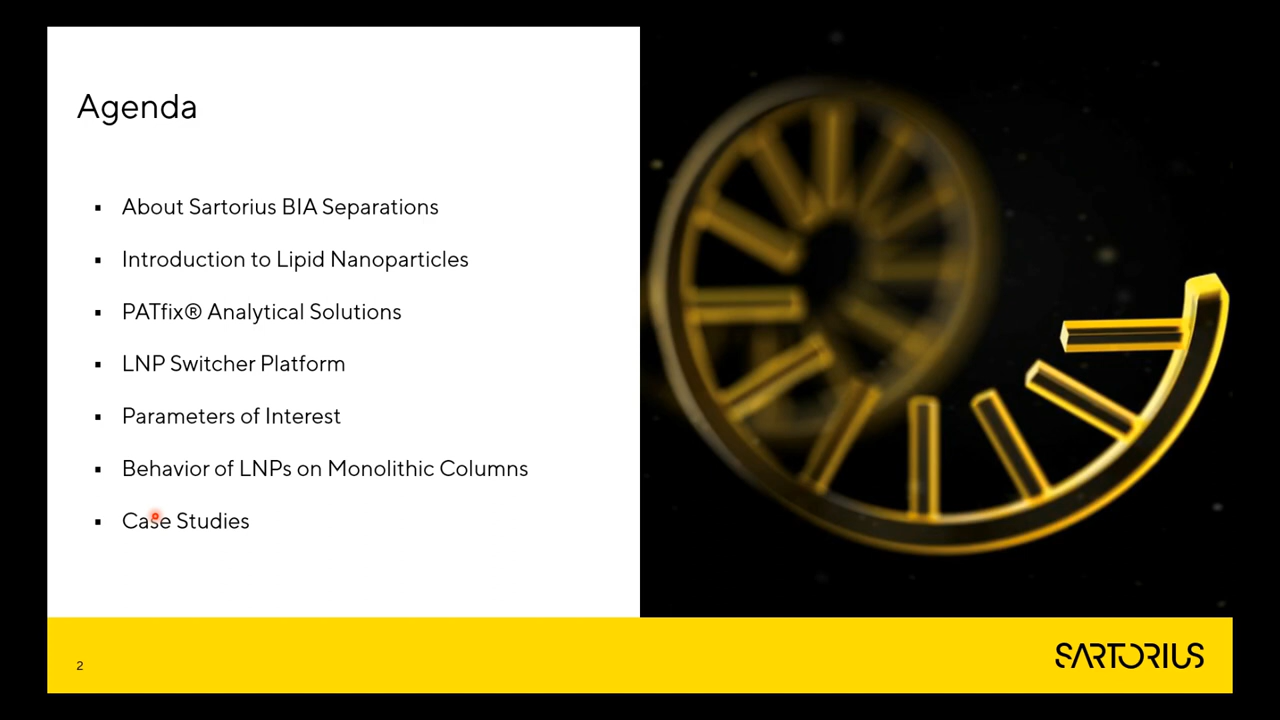 Agenda
▪ About Sartorius BIA Separations
▪ Introduction to Lipid Nanoparticles
▪ PATfix® Analytical Solutions
▪ LNP Switcher Platform
▪ Parameters of Interest
▪ Behavior of LNPs on Monolithic Columns
▪ Case Studies
2
SARTORIUS